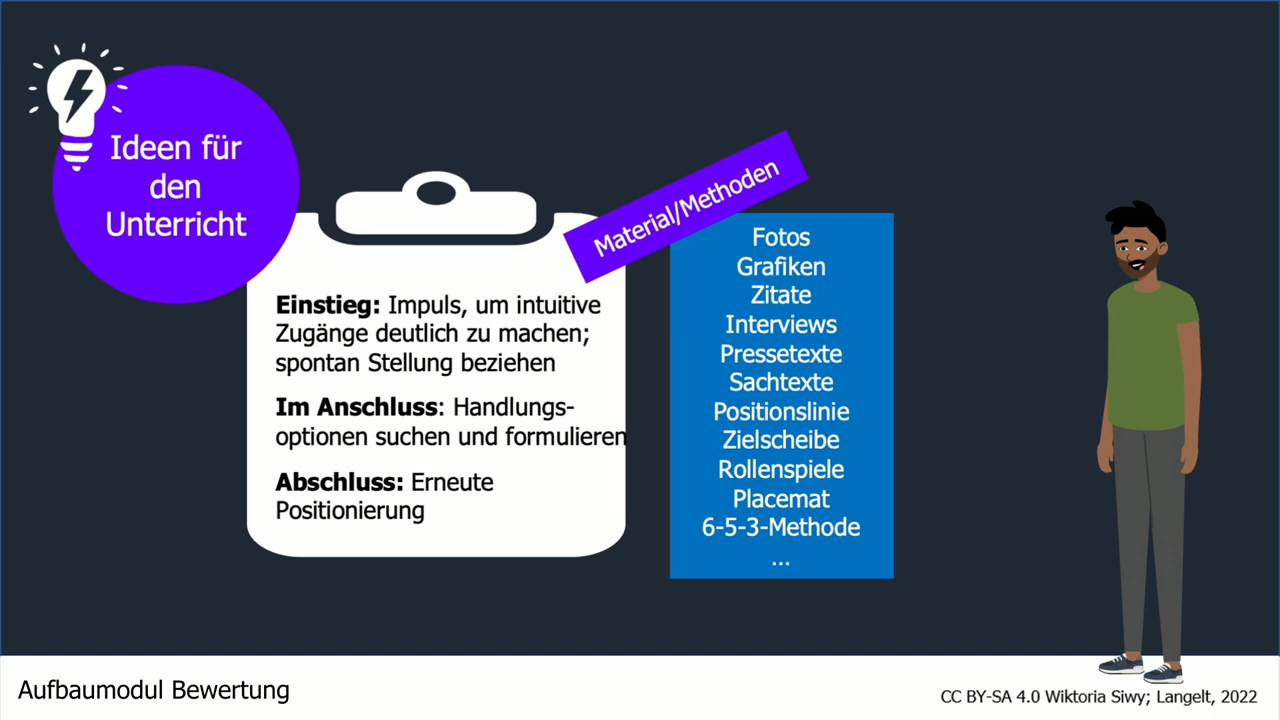 Ideen für
den
Unterricht
Einstieg: Impuls, um intuitive
Zugänge deutlich zu machen;
spontan Stellung beziehen
Im Anschluss: Handlungs-
optionen suchen und formulieren
Abschluss: Erneute
Positionierung
Material/Methoden
Fotos
Grafiken
Zitate
Interviews
Pressetexte
Sachtexte
Positionslinie
Zielscheibe
Rollenspiele
Placemat
6-5-3-Methode
...
Aufbaumodul Bewertung
CC BY-SA 4.0 Wiktoria Siwy; Langelt, 2022